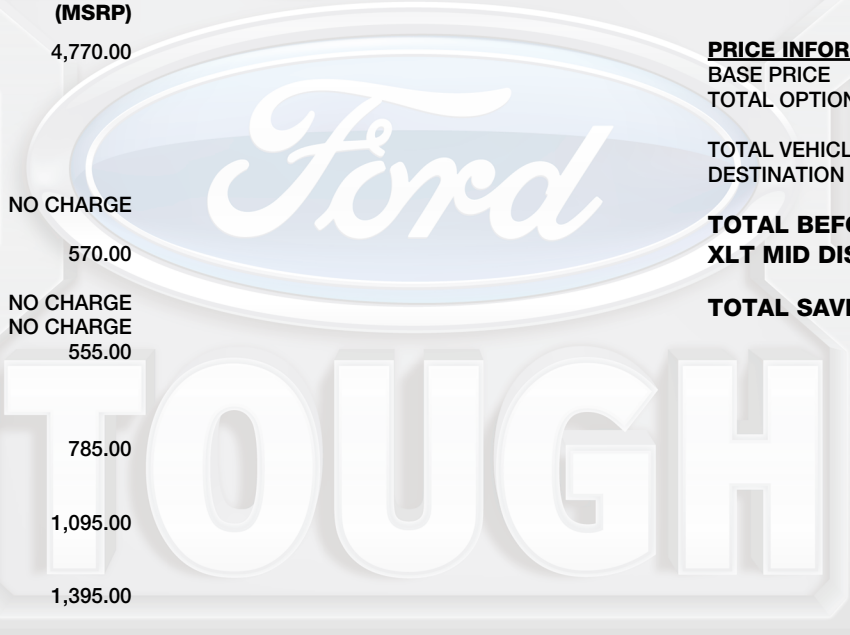 (MSRP)
4,770.00
NO CHARGE
570.00
NO CHARGE
NO CHARGE
555.00
785.00
1,095.00
1,395.00
PRICE INFOR
BASE PRICE
TOTAL OPTION
TOTAL VEHICL
DESTINATION
TOTAL BEFO
XLT MID DIS
TOTAL SAVI
Ford
TOUGH